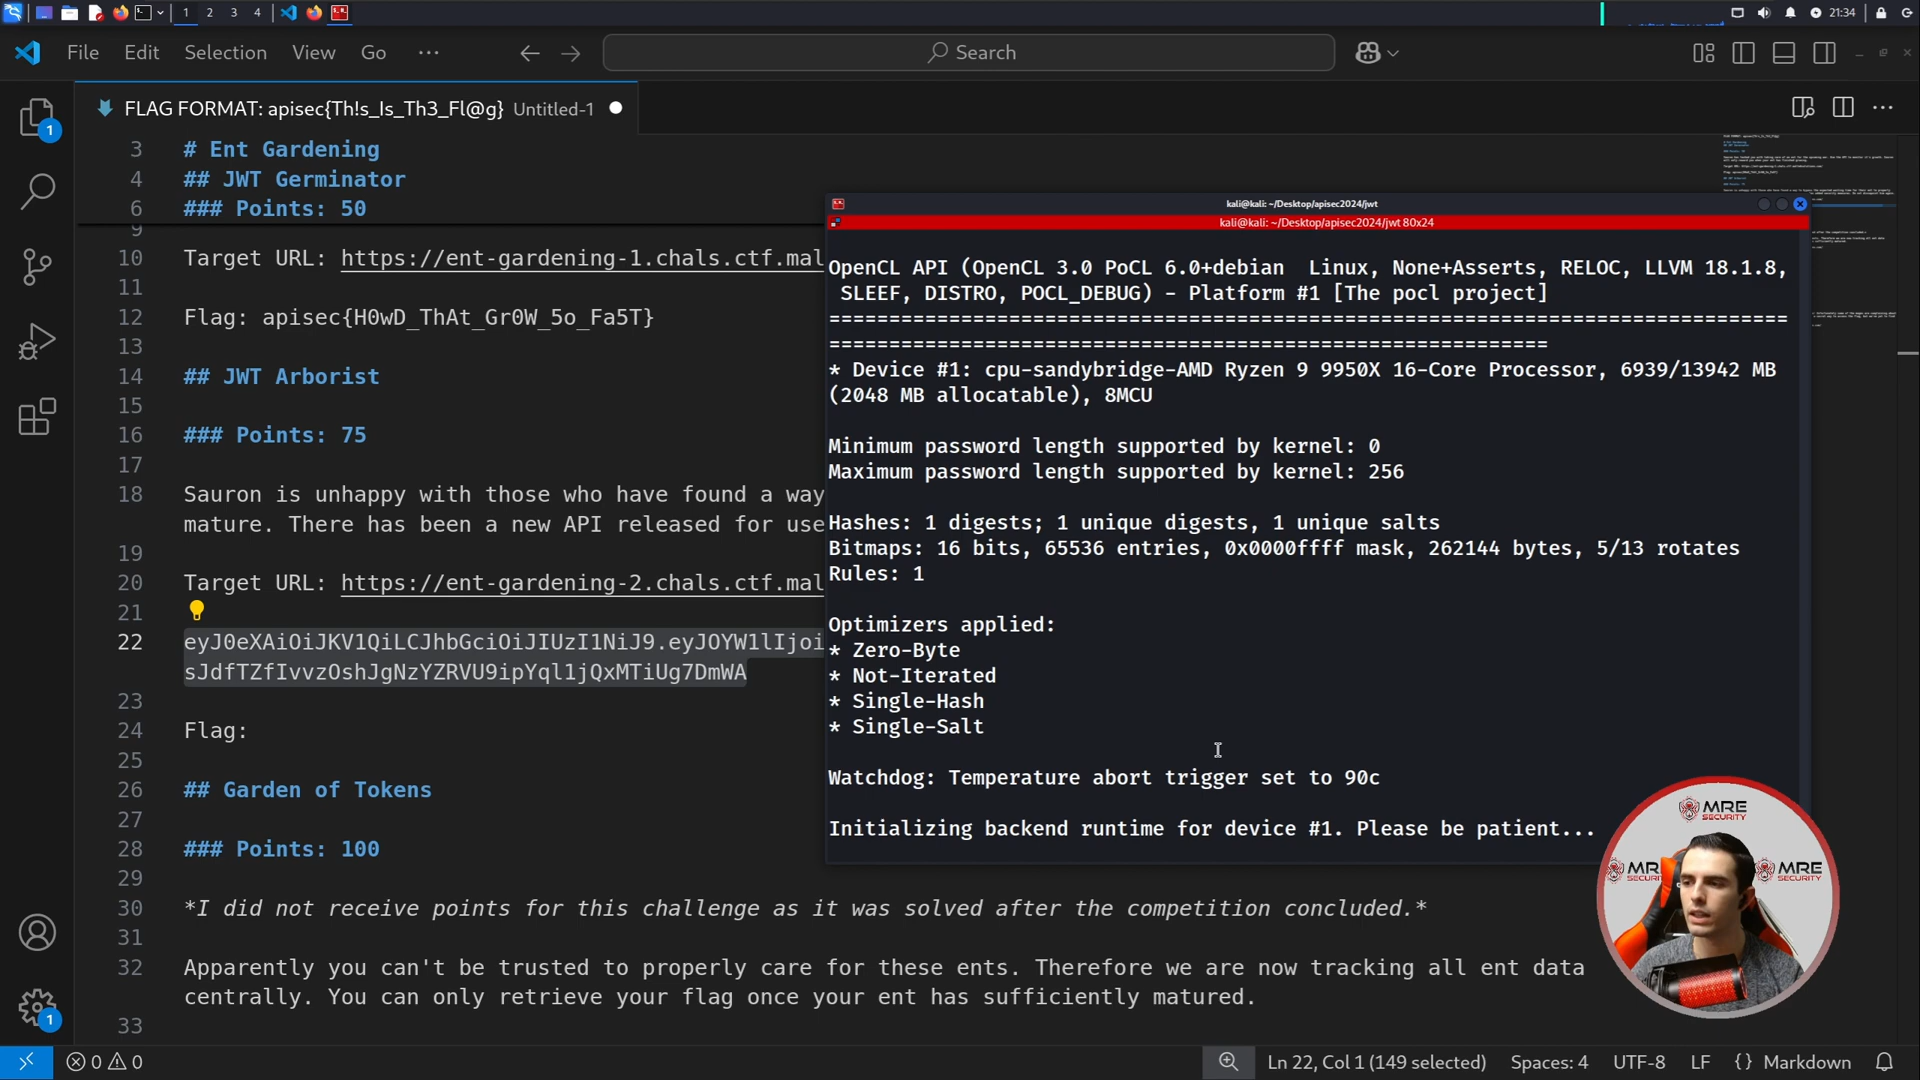 1 2 3 4
21:34
File Edit Selection View Go ··· Search
FLAG FORMAT: apisec{Th!s_Is_Th3_Fl@g} Untitled-1
3 # Ent Gardening
4 ## JWT Germinator
6 ### Points: 50
9
10 Target URL: https://ent-gardening-1.chals.ctf.mal
11
12 Flag: apisec{H0wD_ThAt_Gr0W_5o_Fa5T}
13
14 ## JWT Arborist
15
16 ### Points: 75
17
18 Sauron is unhappy with those who have found a way
mature. There has been a new API released for use
19
20 Target URL: https://ent-gardening-2.chals.ctf.mal
21
22 eyJ0eXAiOiJKV1QiLCJhbGciOiJIUzI1NiJ9.eyJOYW1lIjoi
sJdfTZfIvvzOshJgNzYZRVU9ipYql1jQxMTiUg7DmWA
23
24 Flag:
25
26 ## Garden of Tokens
27
28 ### Points: 100
29
30 *I did not receive points for this challenge as it was solved after the competition concluded.*
31
32 Apparently you can't be trusted to properly care for these ents. Therefore we are now tracking all ent data
centrally. You can only retrieve your flag once your ent has sufficiently matured.
33
kali@kali: ~/Desktop/apisec2024/jwt
kali@kali: ~/Desktop/apisec2024/jwt 80x24
OpenCL API (OpenCL 3.0 PoCL 6.0+debian  Linux, None+Asserts, RELOC, LLVM 18.1.8,
SLEEF, DISTRO, POCL_DEBUG) - Platform #1 [The pocl project]
================================================================================
============================================================
* Device #1: cpu-sandybridge-AMD Ryzen 9 9950X 16-Core Processor, 6939/13942 MB
(2048 MB allocatable), 8MCU
Minimum password length supported by kernel: 0
Maximum password length supported by kernel: 256
Hashes: 1 digests; 1 unique digests, 1 unique salts
Bitmaps: 16 bits, 65536 entries, 0x0000ffff mask, 262144 bytes, 5/13 rotates
Rules: 1
Optimizers applied:
* Zero-Byte
* Not-Iterated
* Single-Hash
* Single-Salt
Watchdog: Temperature abort trigger set to 90c
Initializing backend runtime for device #1. Please be patient...
MRE
SECURITY
MRE
MRE
SECURITY
1
1
0 0
Ln 22, Col 1 (149 selected) Spaces: 4 UTF-8 LF {} Markdown